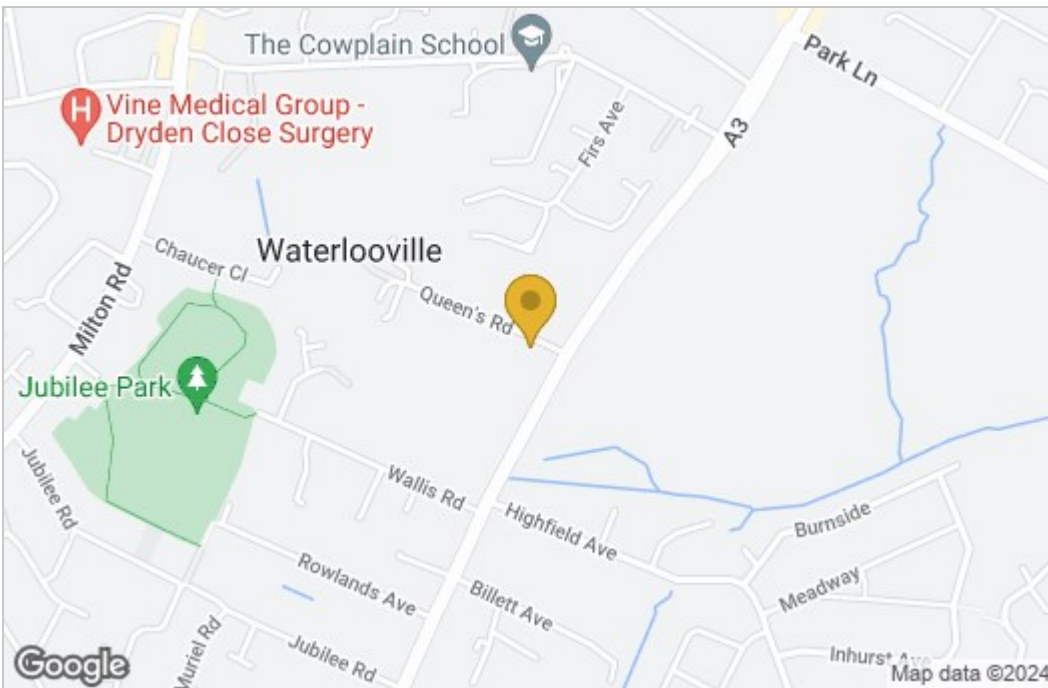 The Cowplain School
Park Ln
A3
Vine Medical Group -
Dryden Close Surgery
Firs Ave
Chaucer Cl
Waterlooville
Milton Rd
Queen's Rd
Jubilee Park
Jubilee Rd
Wallis Rd
Highfield Ave
Burnside
Rowlands Ave
Billett Ave
Meadway
Muriel Rd
Jubilee Rd
Inhurst Ave
Google
Map data ©2024
H